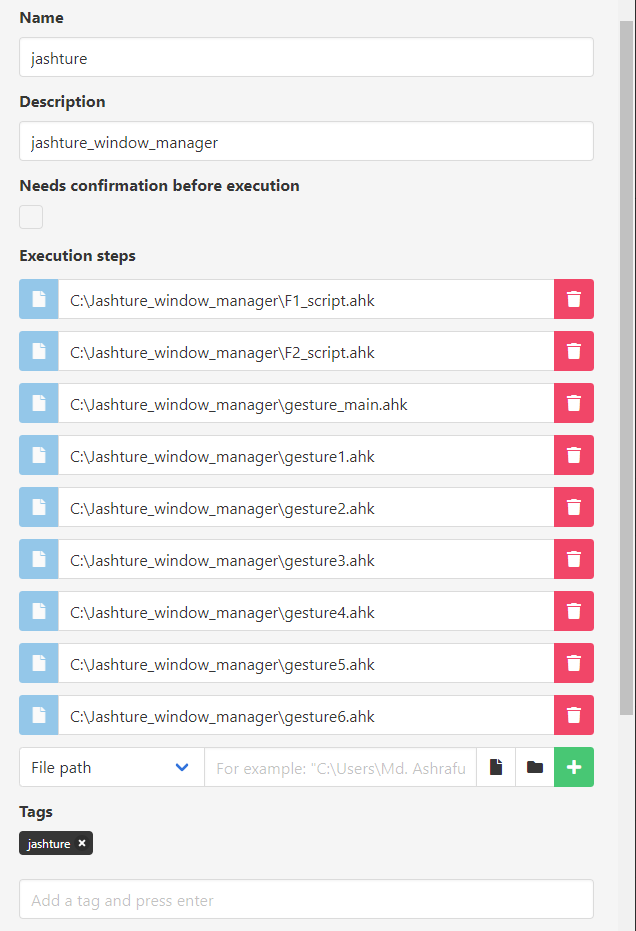 Name
jashture
Description
jashture_window_manager
Needs confirmation before execution
Execution steps
C:\Jashture_window_manager\F1_script.ahk
C:\Jashture_window_manager\F2_script.ahk
C:\Jashture_window_manager\gesture_main.ahk
C:\Jashture_window_manager\gesture1.ahk
C:\Jashture_window_manager\gesture2.ahk
C:\Jashture_window_manager\gesture3.ahk
C:\Jashture_window_manager\gesture4.ahk
C:\Jashture_window_manager\gesture5.ahk
C:\Jashture_window_manager\gesture6.ahk
File path For example: "C:\Users\Md. Ashrafu
Tags
jashture
Add a tag and press enter